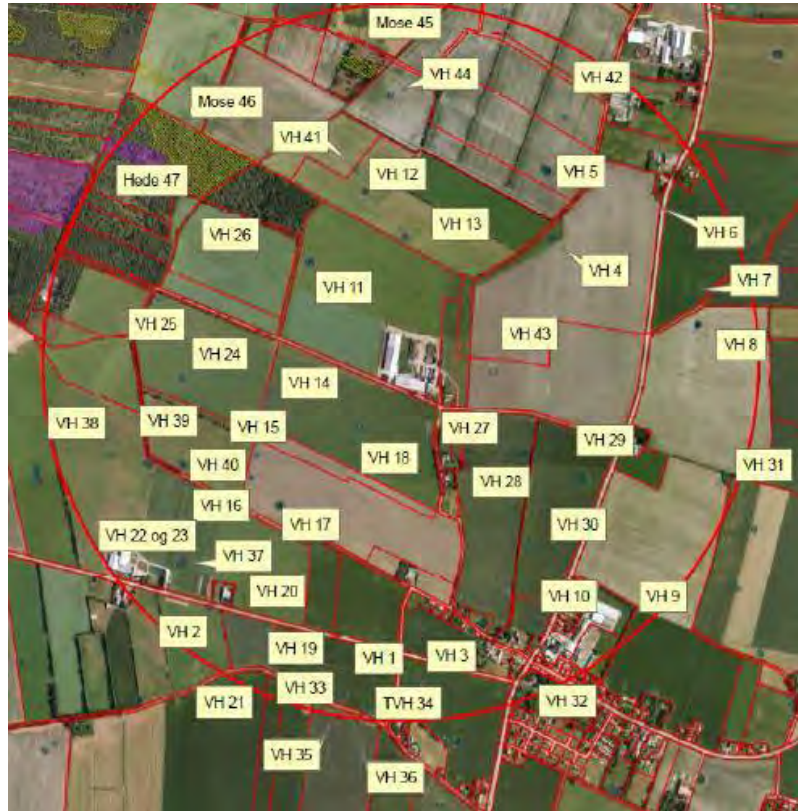 Mose 45
VH 44
VH 42
Mose 46
VH 41
VH 12
VH 5
Hede 47
VH 13
VH 26
VH 6
VH 4
VH 7
VH 11
VH 25
VH 43
VH 8
VH 24
VH 14
VH 38
VH 39
VH 15
VH 27
VH 29
VH 40
VH 18
VH 31
VH 28
VH 16
VH 17
VH 30
VH 22 og 23
VH 37
VH 20
VH 10
VH 9
VH 2
VH 19
VH 1
VH 3
VH 33
VH 21
TVH 34
VH 32
VH 35
VH 36